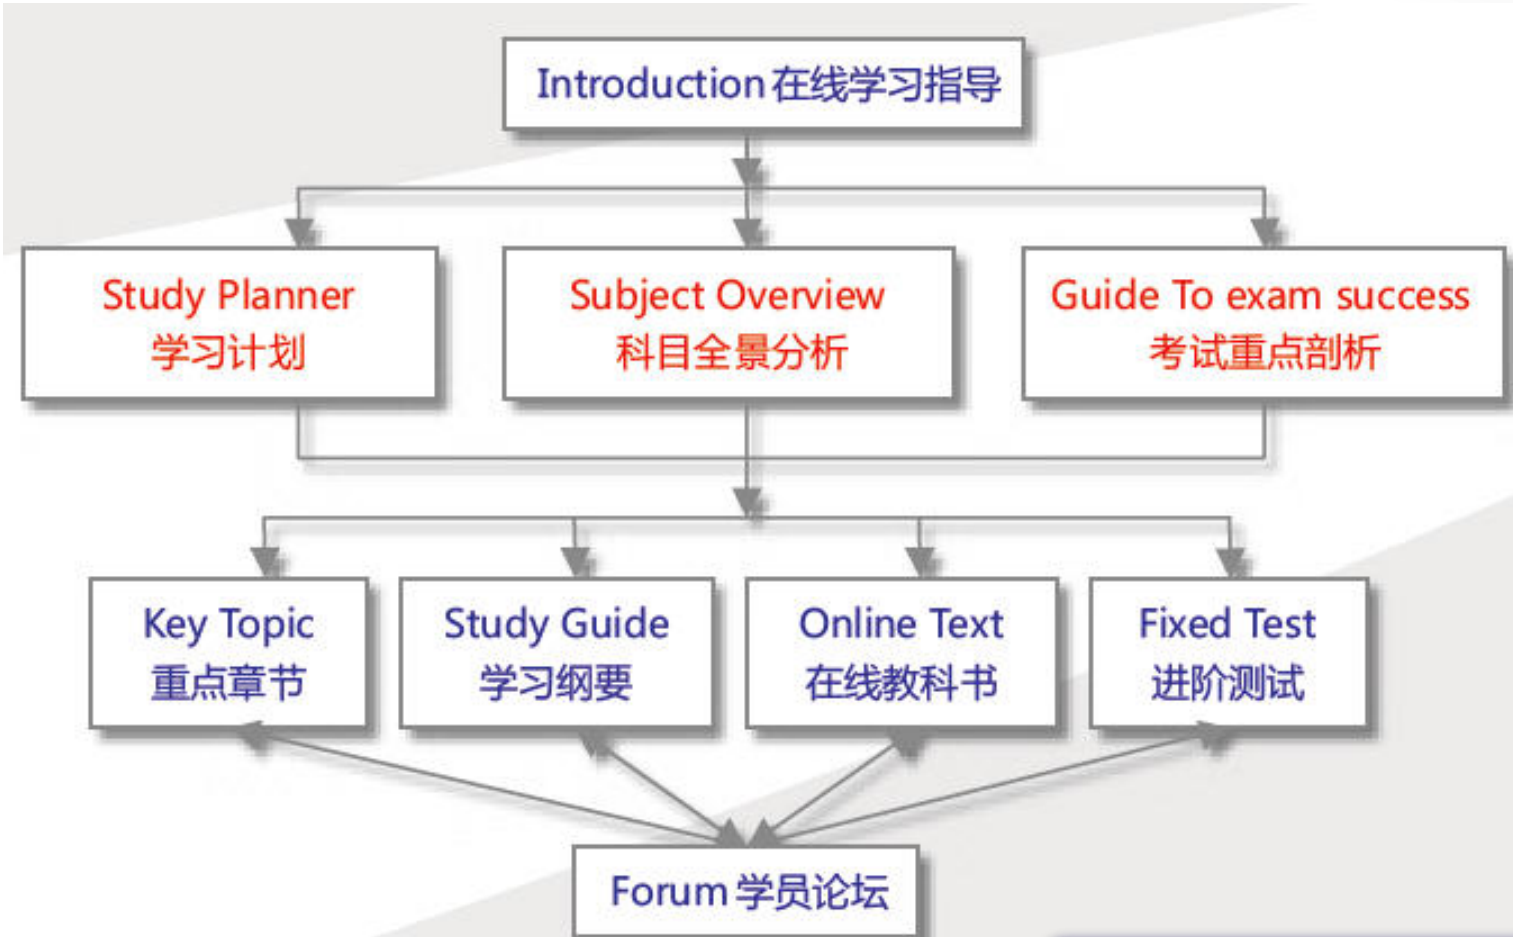 Introduction 在线学习指导
Study Planner
学习计划
Subject Overview
科目全景分析
Guide To exam success
考试重点剖析
Key Topic
重点章节
Study Guide
学习纲要
Online Text
在线教科书
Fixed Test
进阶测试
Forum 学员论坛